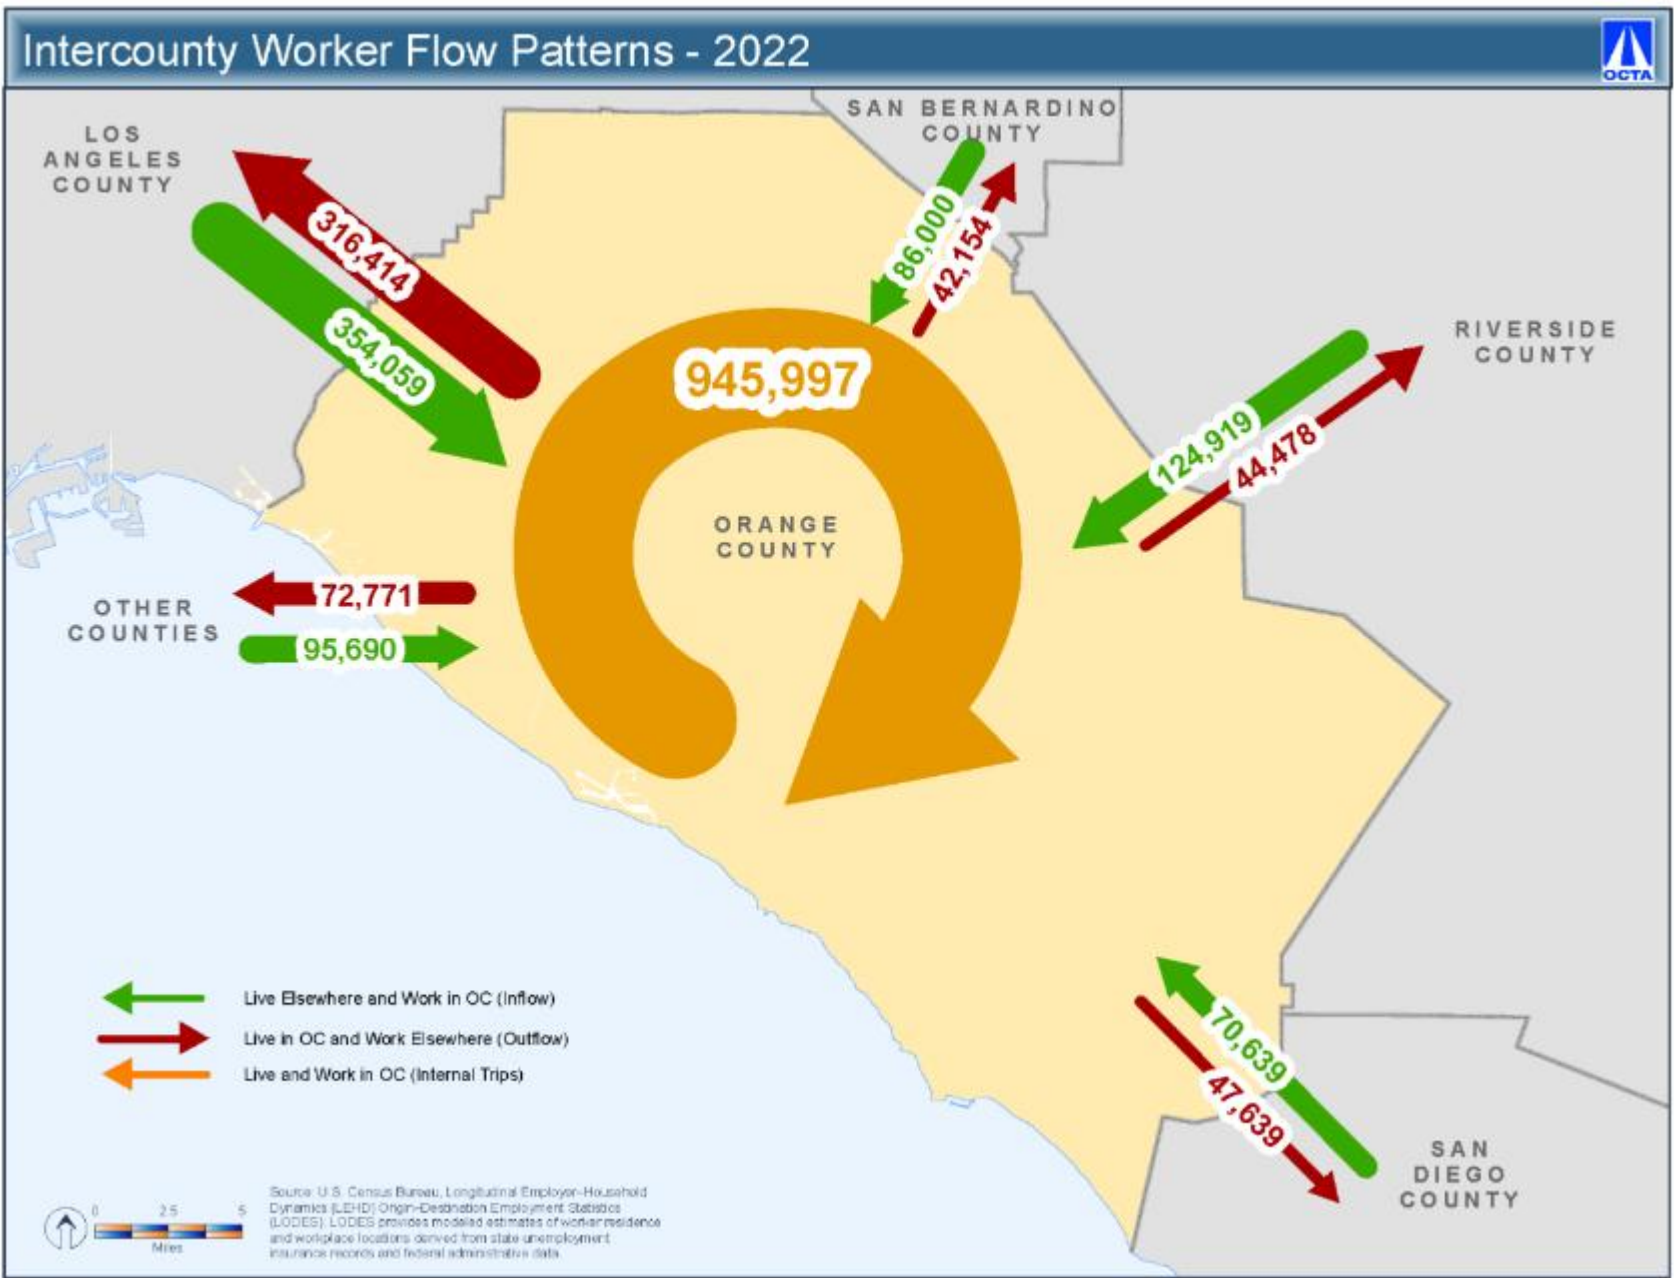 Intercounty Worker Flow Patterns - 2022
OCTA
LOS
ANGELES
COUNTY
SAN BERNARDINO
COUNTY
316,414
354,059
86,000
42,154
RIVERSIDE
COUNTY
945,997
124,919
44,478
ORANGE
COUNTY
OTHER
COUNTIES
72,771
95,690
Live Elsewhere and Work in OC (Inflow)
Live in OC and Work Elsewhere (Outflow)
Live and Work in OC (Internal Trips)
70,639
47,639
SAN
DIEGO
COUNTY
0 2.5 5
Miles
Source: U.S. Census Bureau, Longitudinal Employer-Household
Dynamics (LEHD) Origin-Destination Employment Statistics
(LODES). LODES provides modeled estimates of worker residence
and workplace locations derived from state unemployment
insurance records and federal administrative data.